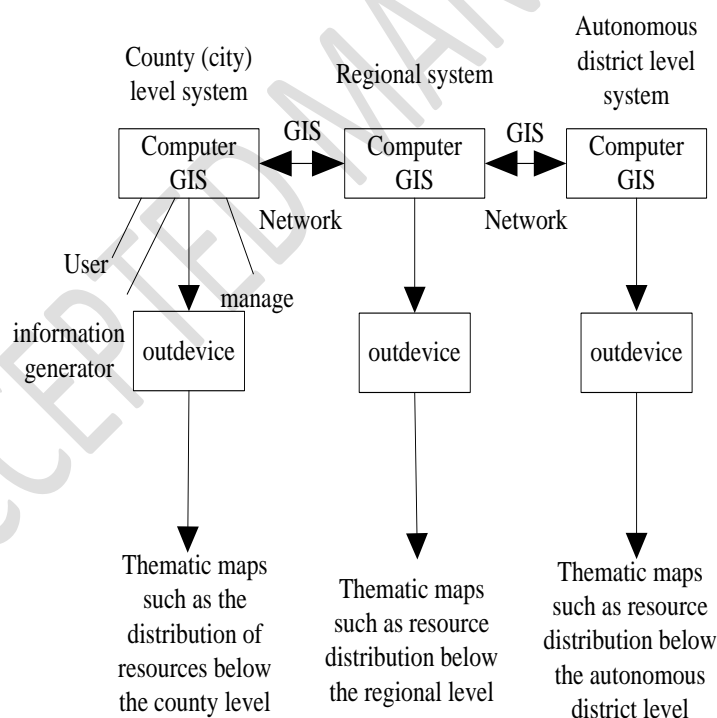 County (city)
level system
Regional system
Autonomous
district level
system
Computer
GIS
GIS
Network
Computer
GIS
GIS
Network
Computer
GIS
User
information
generator
manage
outdevice
outdevice
outdevice
Thematic maps
such as the
distribution of
resources below
the county level
Thematic maps
such as resource
distribution below
the regional level
Thematic maps
such as resource
distribution below
the autonomous
district level
CCEPTED MAN